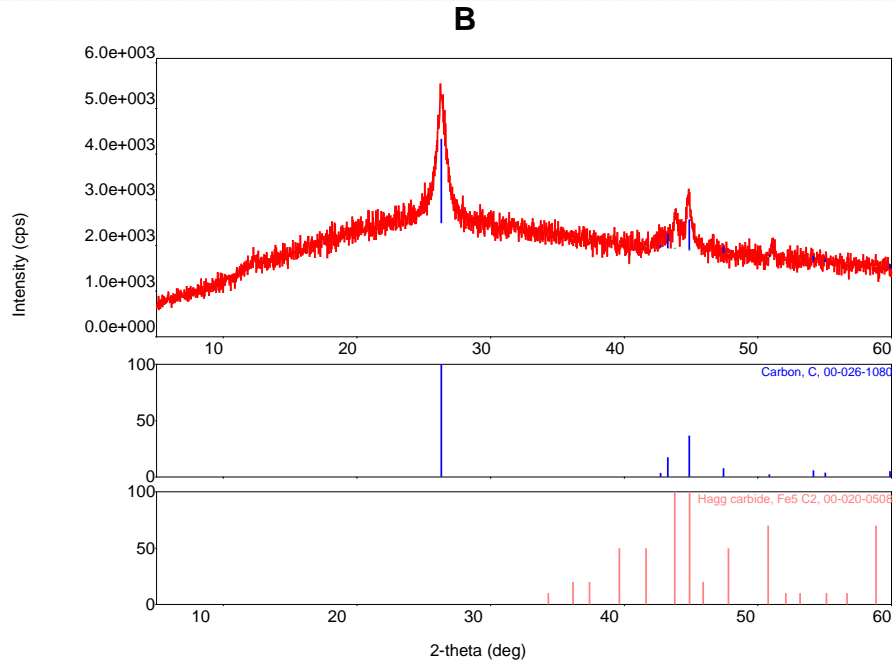 B
6.0e+003
5.0e+003
4.0e+003
3.0e+003
2.0e+003
1.0e+003
0.0e+000
Intensity (cps)
10 20 30 40 50 60
100
50
0
Carbon, C, 00-026-1080
100
50
0
Hagg carbide, Fe5 C2, 00-020-0508
10 20 30 40 50 60
2-theta (deg)